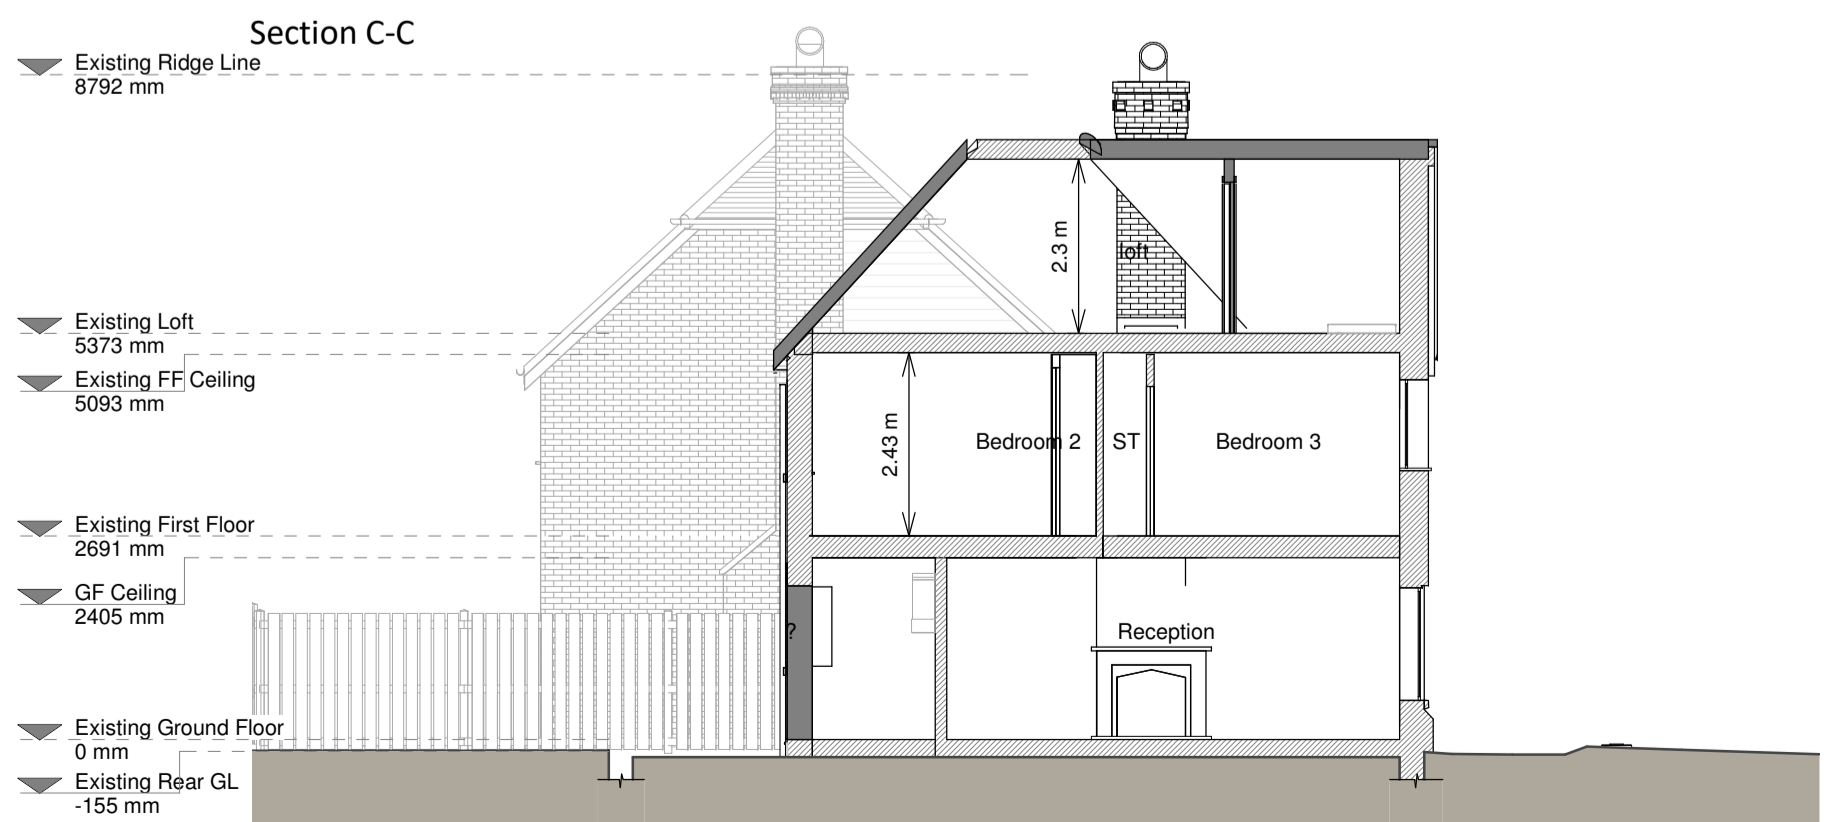 Section C-C
Existing Ridge Line
8792 mm
2.3 m
loft
Existing Loft
5373 mm
Existing FF Ceiling
5093 mm
2.43 m
Bedroom 2
ST
Bedroom 3
Existing First Floor
2691 mm
GF Ceiling
2405 mm
?
Reception
Existing Ground Floor
0 mm
Existing Rear GL
-155 mm